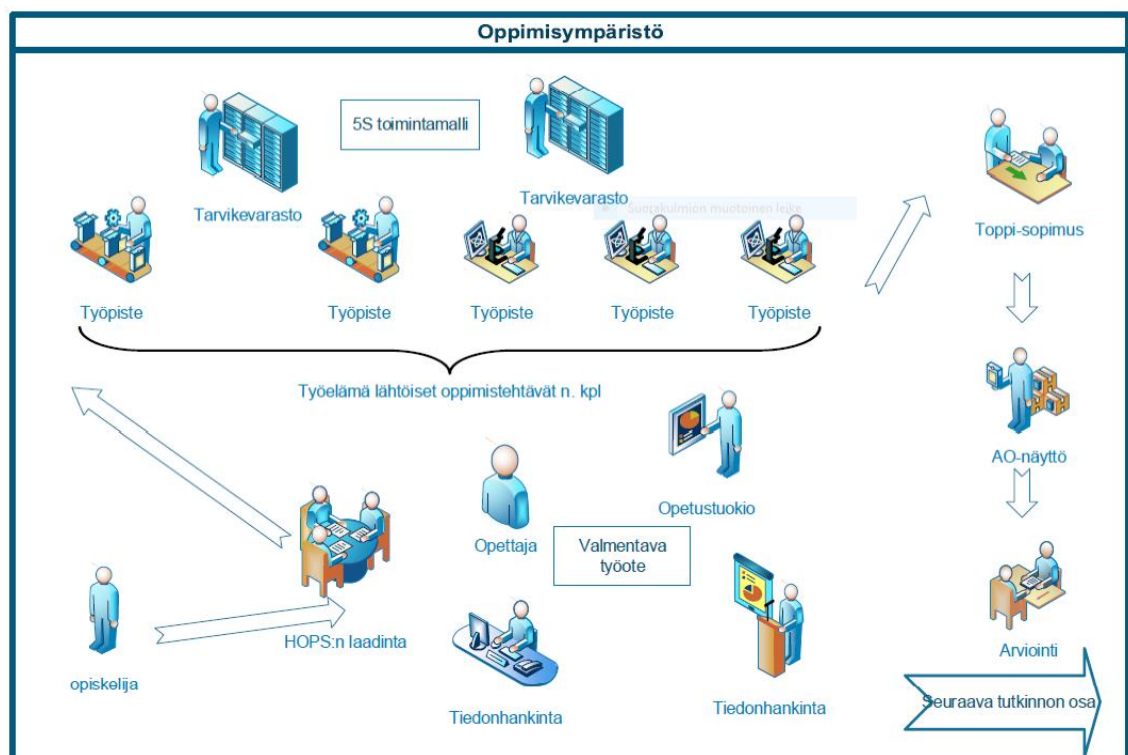 Oppimisympäristö
5S toimintamalli
Tarvikevarasto
Tarvikevarasto
Suorakulmion muotoinen leike
Toppi-sopimus
Työpiste
Työpiste
Työpiste
Työpiste
Työpiste
Työelämä lähtöiset oppimistehtävät n. kpl
AO-näyttö
Opetustuokio
Opettaja
Valmentava
työote
HOPS:n laadinta
Arviointi
opiskelija
Tiedonhankinta
Tiedonhankinta
Seuraava tutkinnon osa